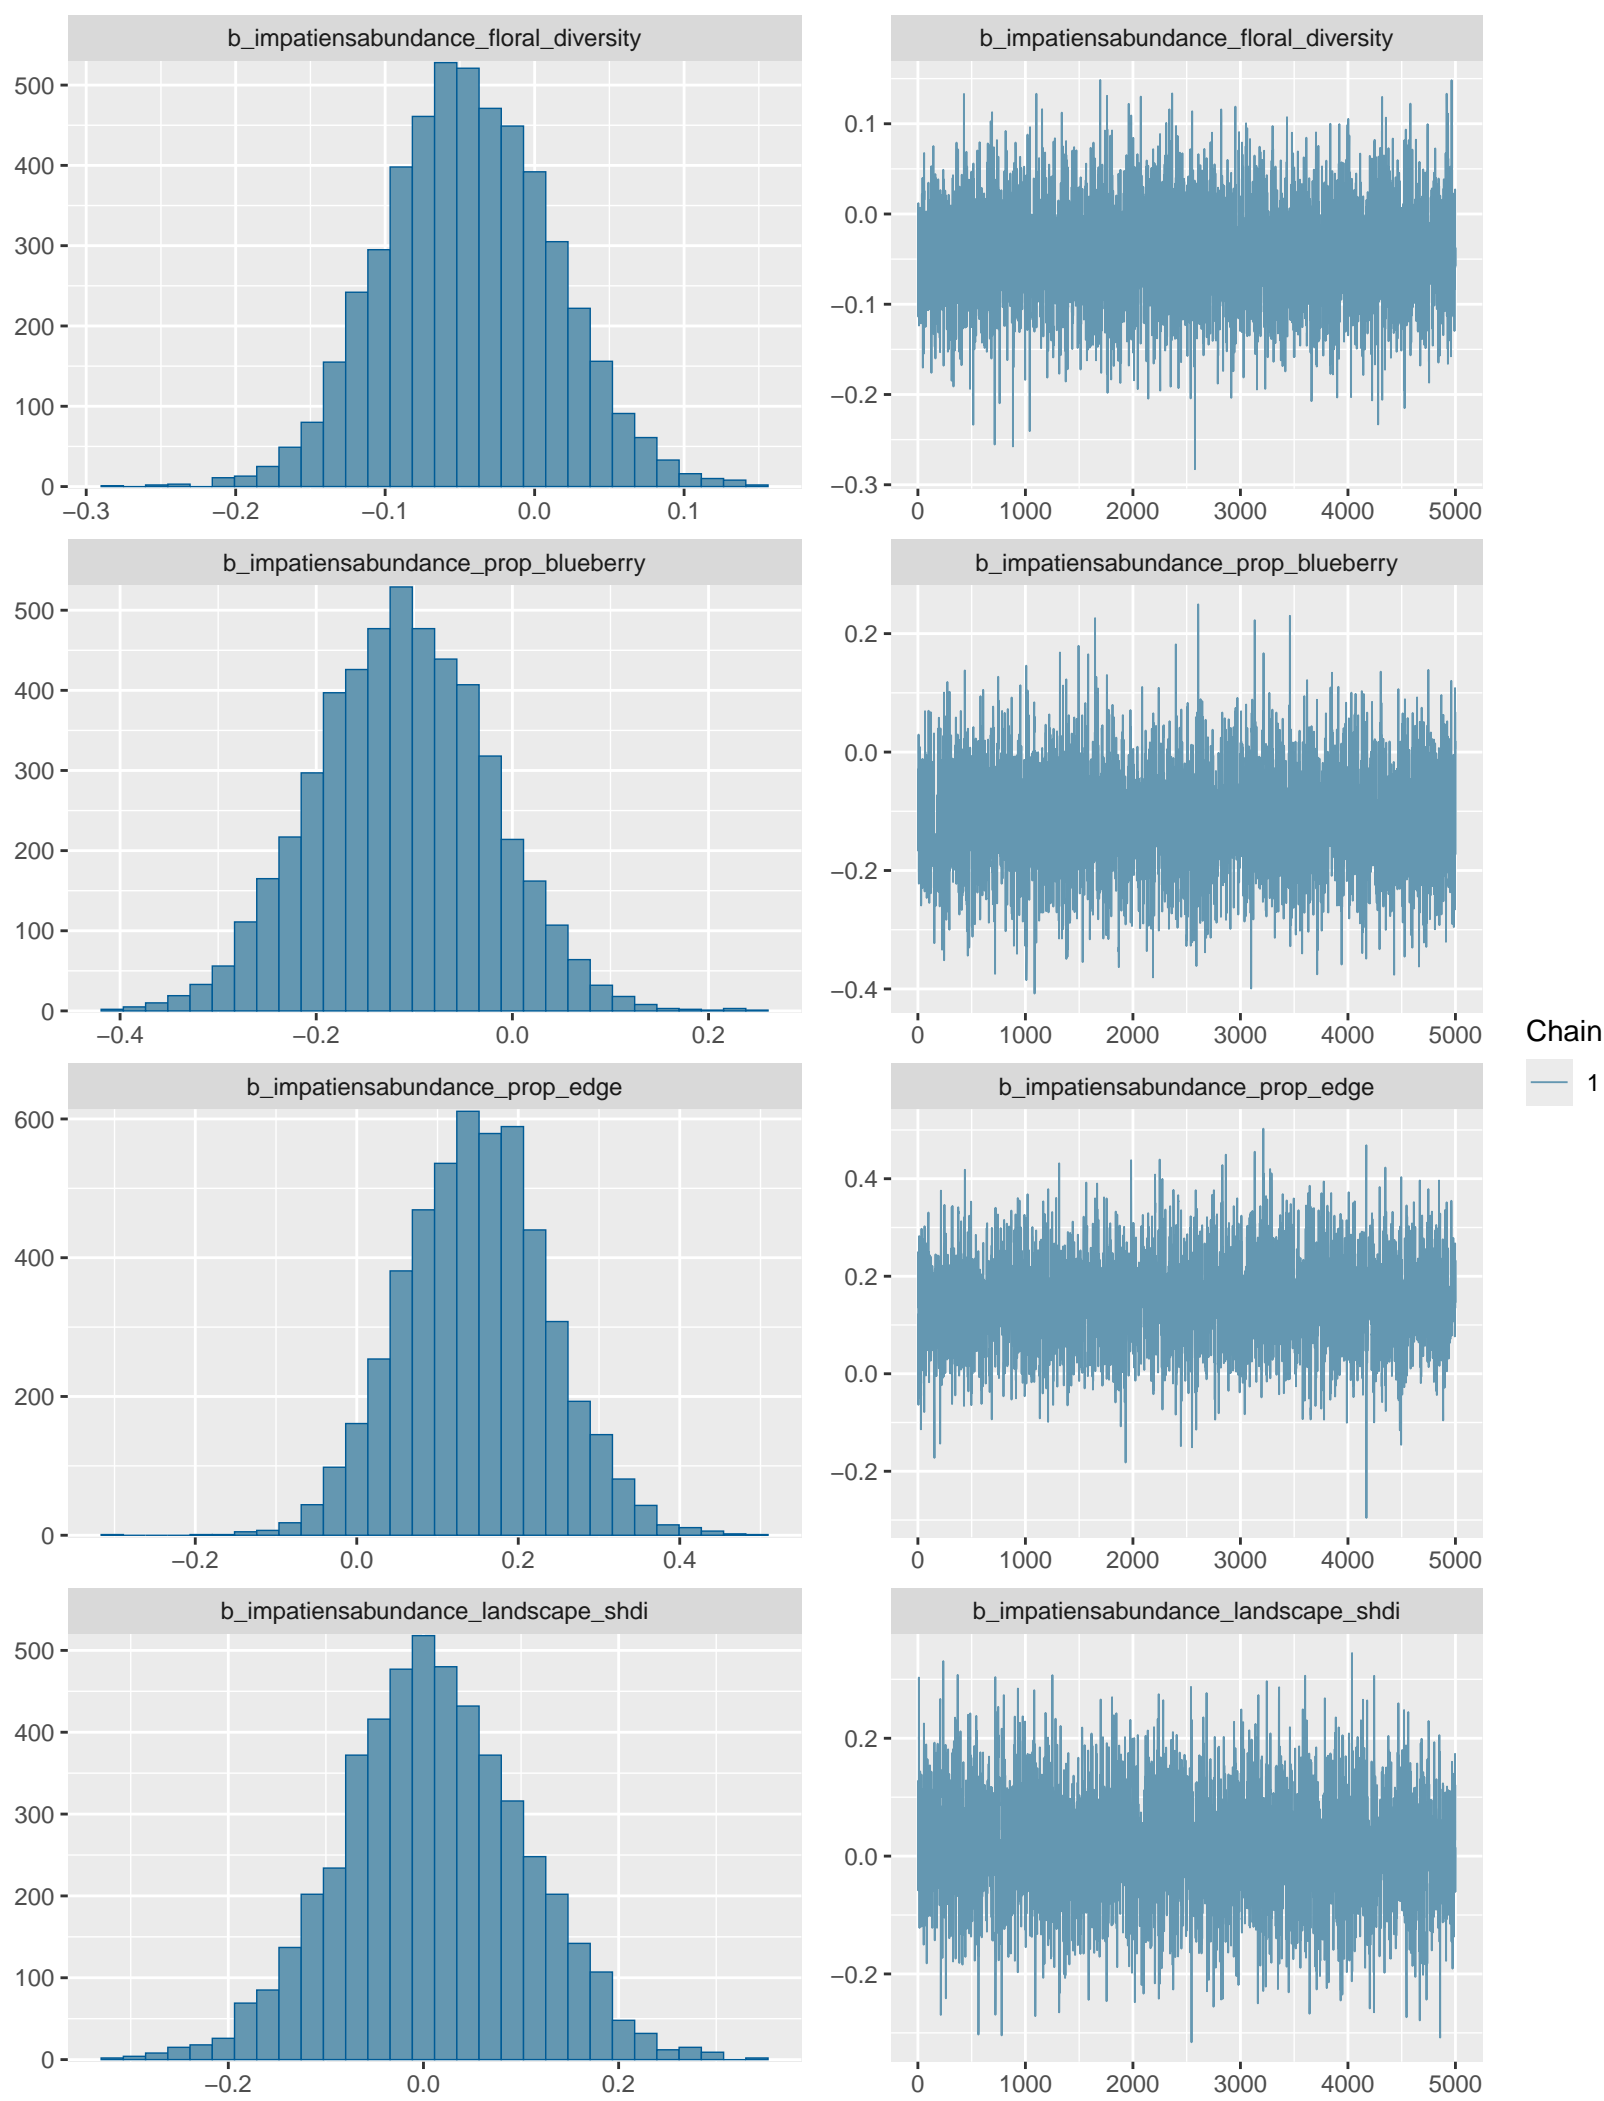 b_impatiensabundance_floral_diversity
b_impatiensabundance_floral_diversity
500
400
300
200
100
0
−0.3 −0.2 −0.1 0.0 0.1
0.1
0.0
−0.1
−0.2
−0.3
0 1000 2000 3000 4000 5000
b_impatiensabundance_prop_blueberry
b_impatiensabundance_prop_blueberry
500
400
300
200
100
0
−0.4 −0.2 0.0 0.2
0.2
0.0
−0.2
−0.4
0 1000 2000 3000 4000 5000
b_impatiensabundance_prop_edge
b_impatiensabundance_prop_edge
600
400
200
0
−0.2 0.0 0.2 0.4
0.4
0.2
0.0
−0.2
0 1000 2000 3000 4000 5000
b_impatiensabundance_landscape_shdi
b_impatiensabundance_landscape_shdi
500
400
300
200
100
0
−0.2 0.0 0.2
0.2
0.0
−0.2
0 1000 2000 3000 4000 5000
Chain
1